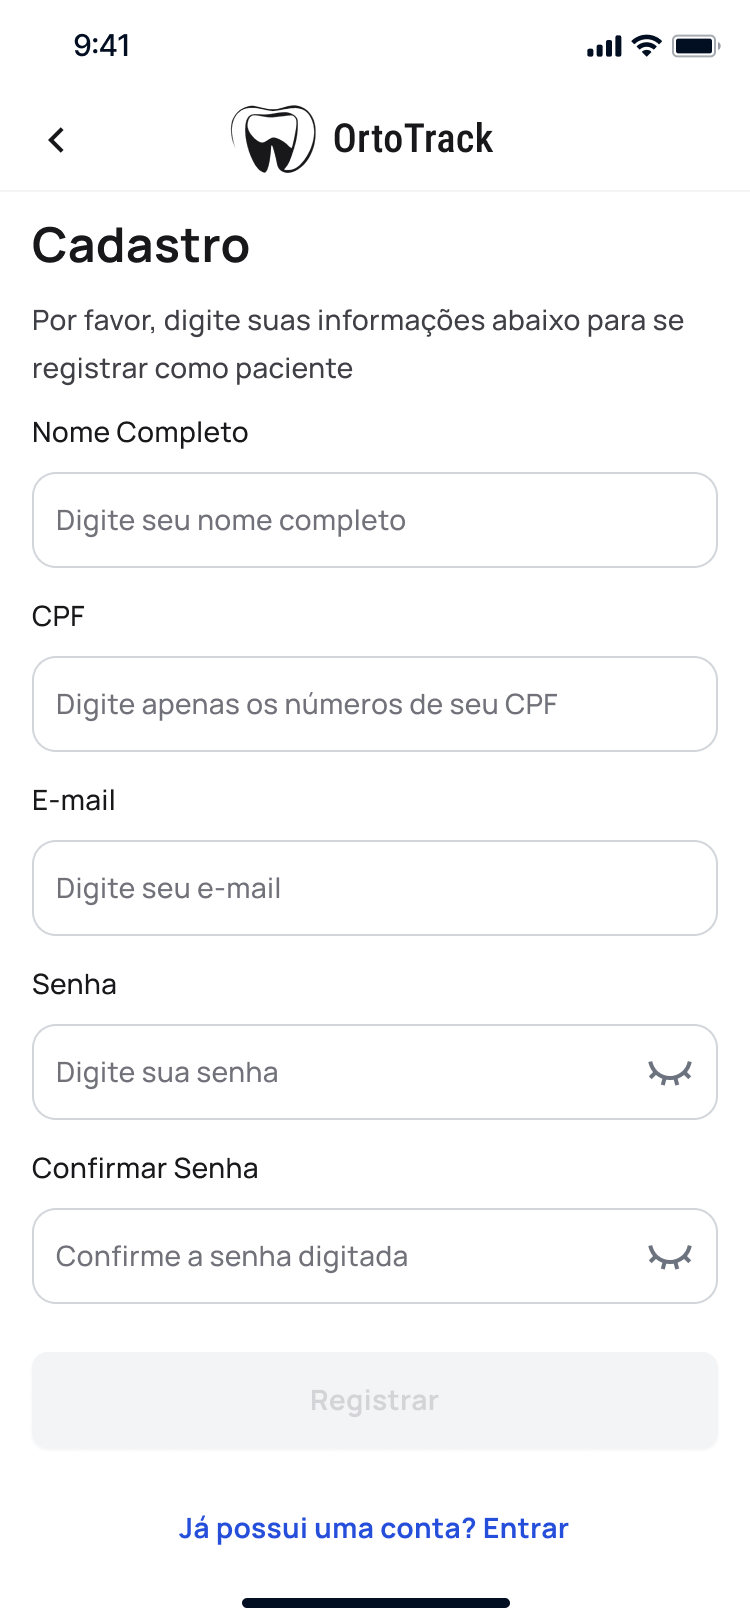 9:41
OrtoTrack
Cadastro
Por favor, digite suas informações abaixo para se
registrar como paciente
Nome Completo
Digite seu nome completo
CPF
Digite apenas os números de seu CPF
E-mail
Digite seu e-mail
Senha
Digite sua senha
Confirmar Senha
Confirme a senha digitada
Registrar
Já possui uma conta? Entrar